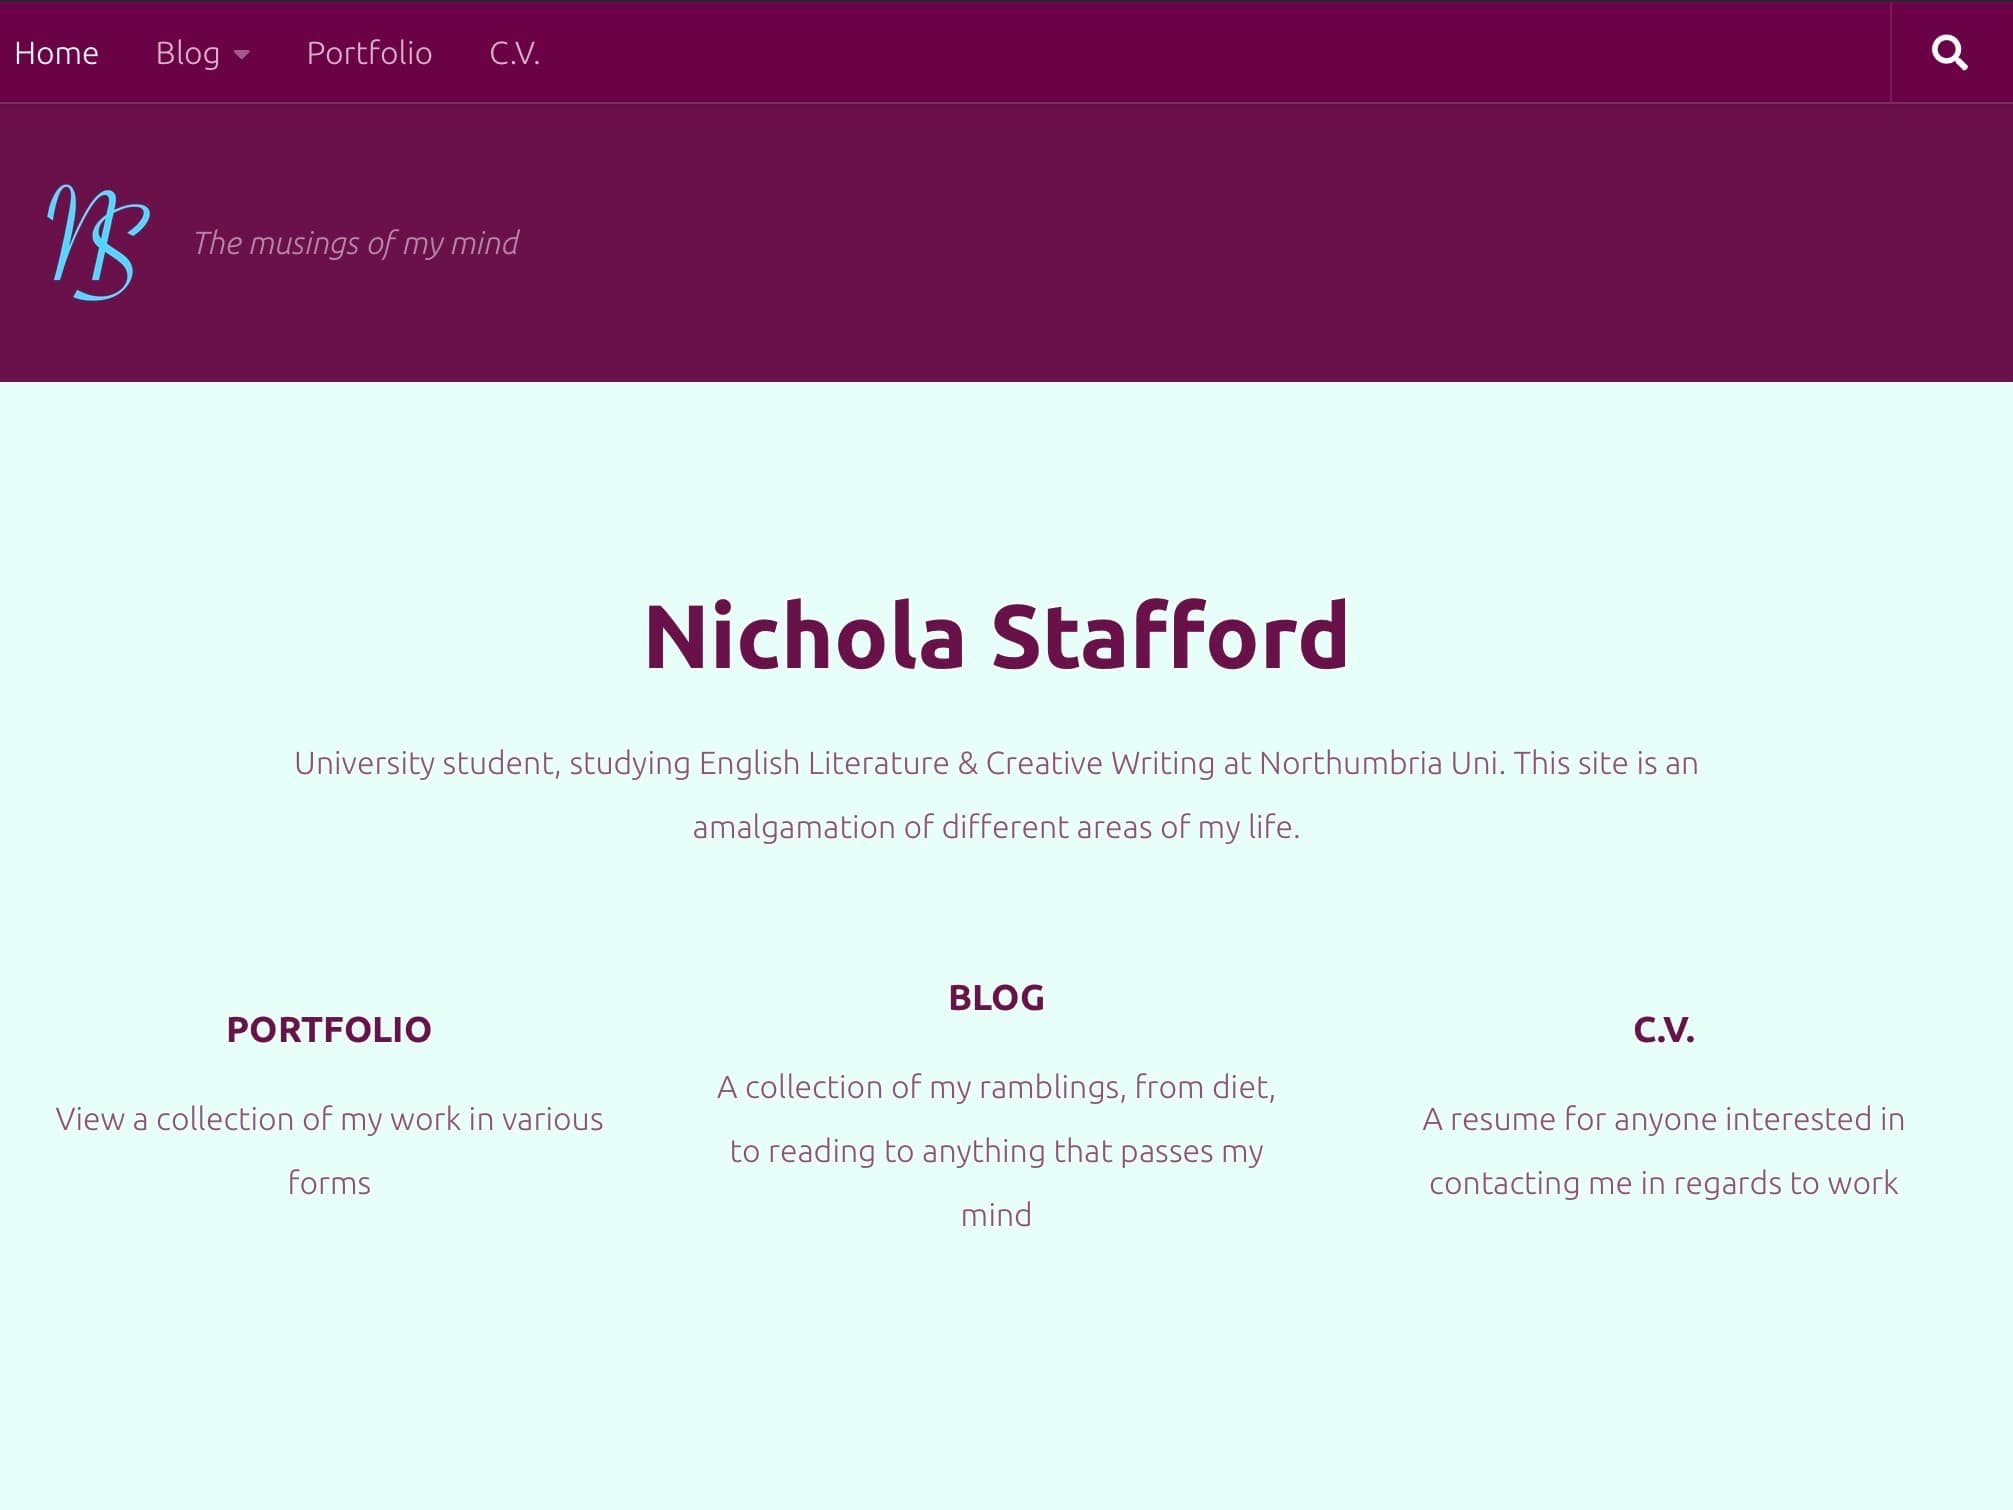 Home Blog Portfolio C.V.
NS
The musings of my mind
Nichola Stafford
University student, studying English Literature & Creative Writing at Northumbria Uni. This site is an
amalgamation of different areas of my life.
PORTFOLIO
View a collection of my work in various
forms
BLOG
A collection of my ramblings, from diet,
to reading to anything that passes my
mind
C.V.
A resume for anyone interested in
contacting me in regards to work